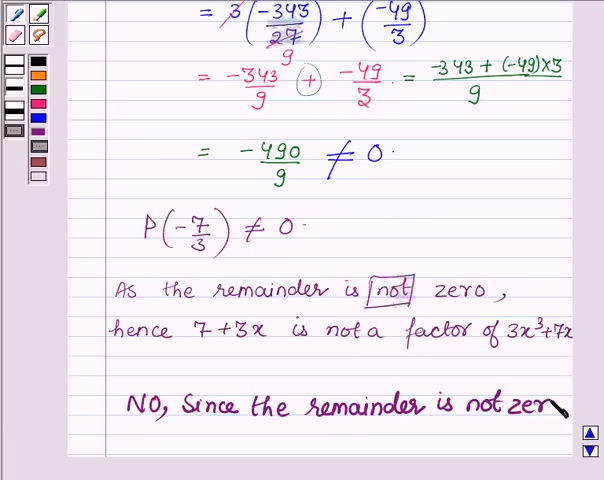 = 3(-343/27 9) + (-49/3)
= -343/9 + -49/3 = -343 + (-49)×3/9
= -490/9 ≠ 0.
P(-7/3) ≠ 0.
As the remainder is not zero,
hence 7+3x is not a factor of 3x³+7x
NO, Since the remainder is not zer